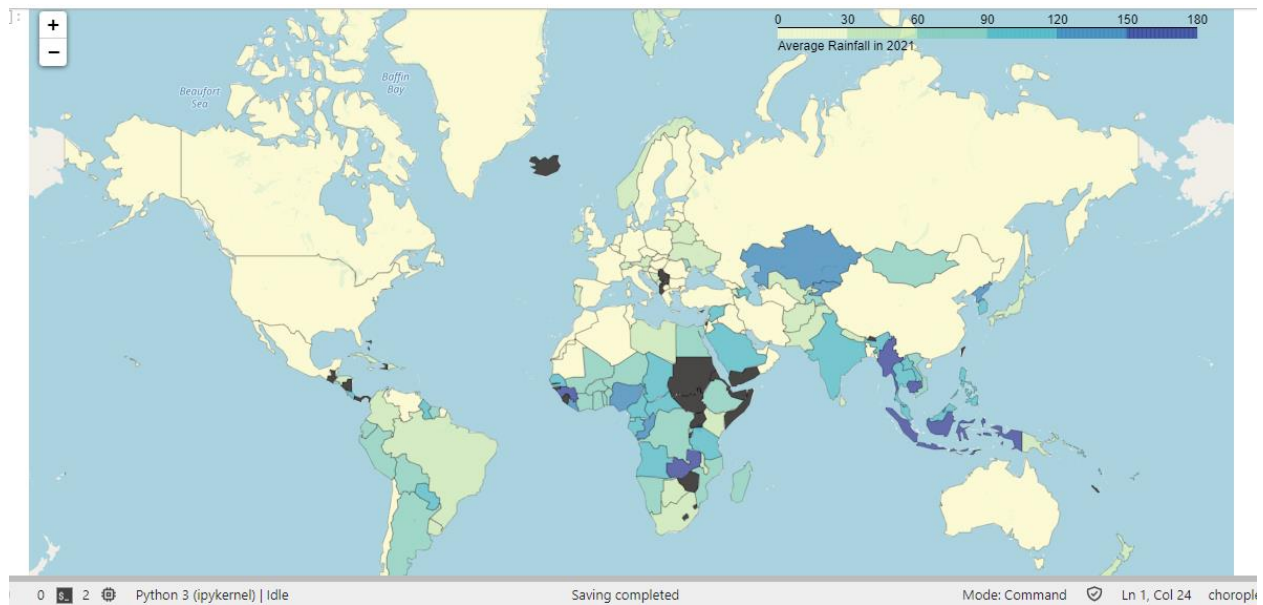 ]:
+
−
0 30 60 90 120 150 180
Average Rainfall in 2021
Beaufort
Sea
Baffin
Bay
0 $_ 2 Python 3 (ipykernel) | Idle Saving completed Mode: Command Ln 1, Col 24 chorople